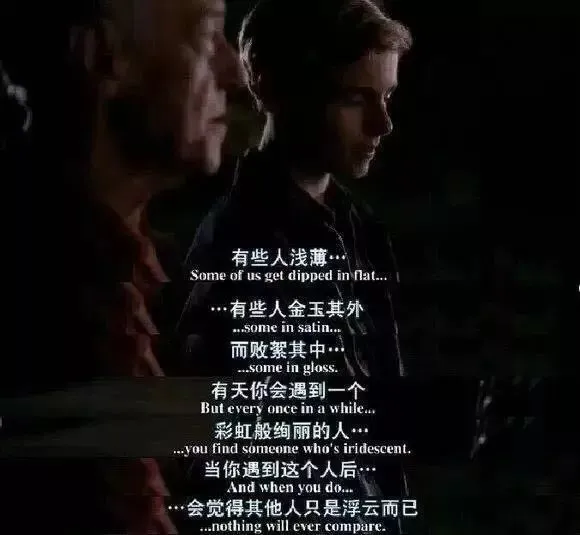 有些人浅薄…
Some of us get dipped in flat...
…有些人金玉其外
...some in satin...
而败絮其中…
...some in gloss.
有天你会遇到一个
But every once in a while...
彩虹般绚丽的人…
...you find someone who's iridescent.
当你遇到这个人后…
And when you do...
…会觉得其他人只是浮云而已
...nothing will ever compare.